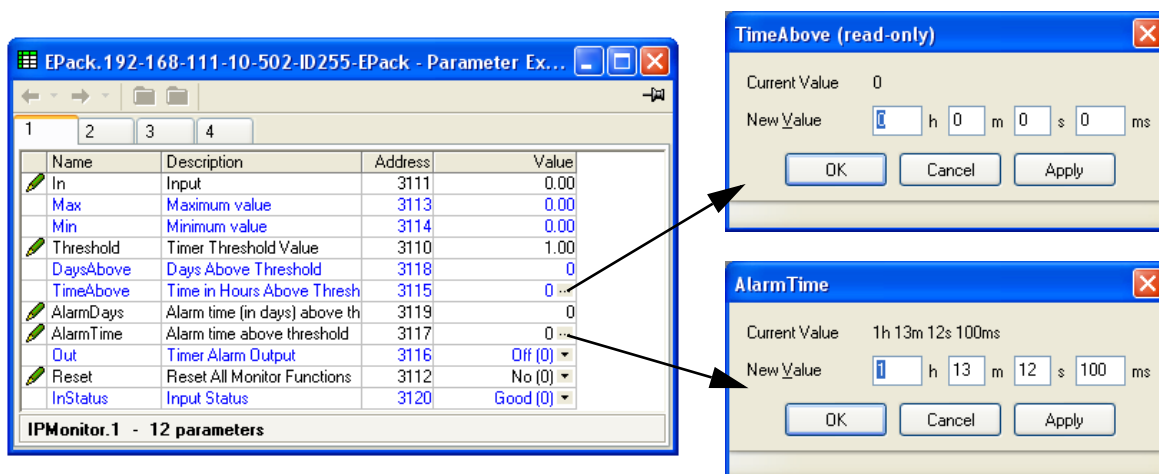 EPack.192-168-111-10-502-ID255-EPack - Parameter Ex...
1 2 3 4
Name Description Address Value
In Input 3111 0.00
Max Maximum value 3113 0.00
Min Minimum value 3114 0.00
Threshold Timer Threshold Value 3110 1.00
DaysAbove Days Above Threshold 3118 0
TimeAbove Time in Hours Above Thresh 3115 0 ...
AlarmDays Alarm time (in days) above th 3119 0
AlarmTime Alarm time above threshold 3117 0 ...
Out Timer Alarm Output 3116 Off (0)
Reset Reset All Monitor Functions 3112 No (0)
InStatus Input Status 3120 Good (0)
IPMonitor.1 - 12 parameters
TimeAbove (read-only)
Current Value 0
New Value 0 h 0 m 0 s 0 ms
OK Cancel Apply
AlarmTime
Current Value 1h 13m 12s 100ms
New Value 1 h 13 m 12 s 100 ms
OK Cancel Apply